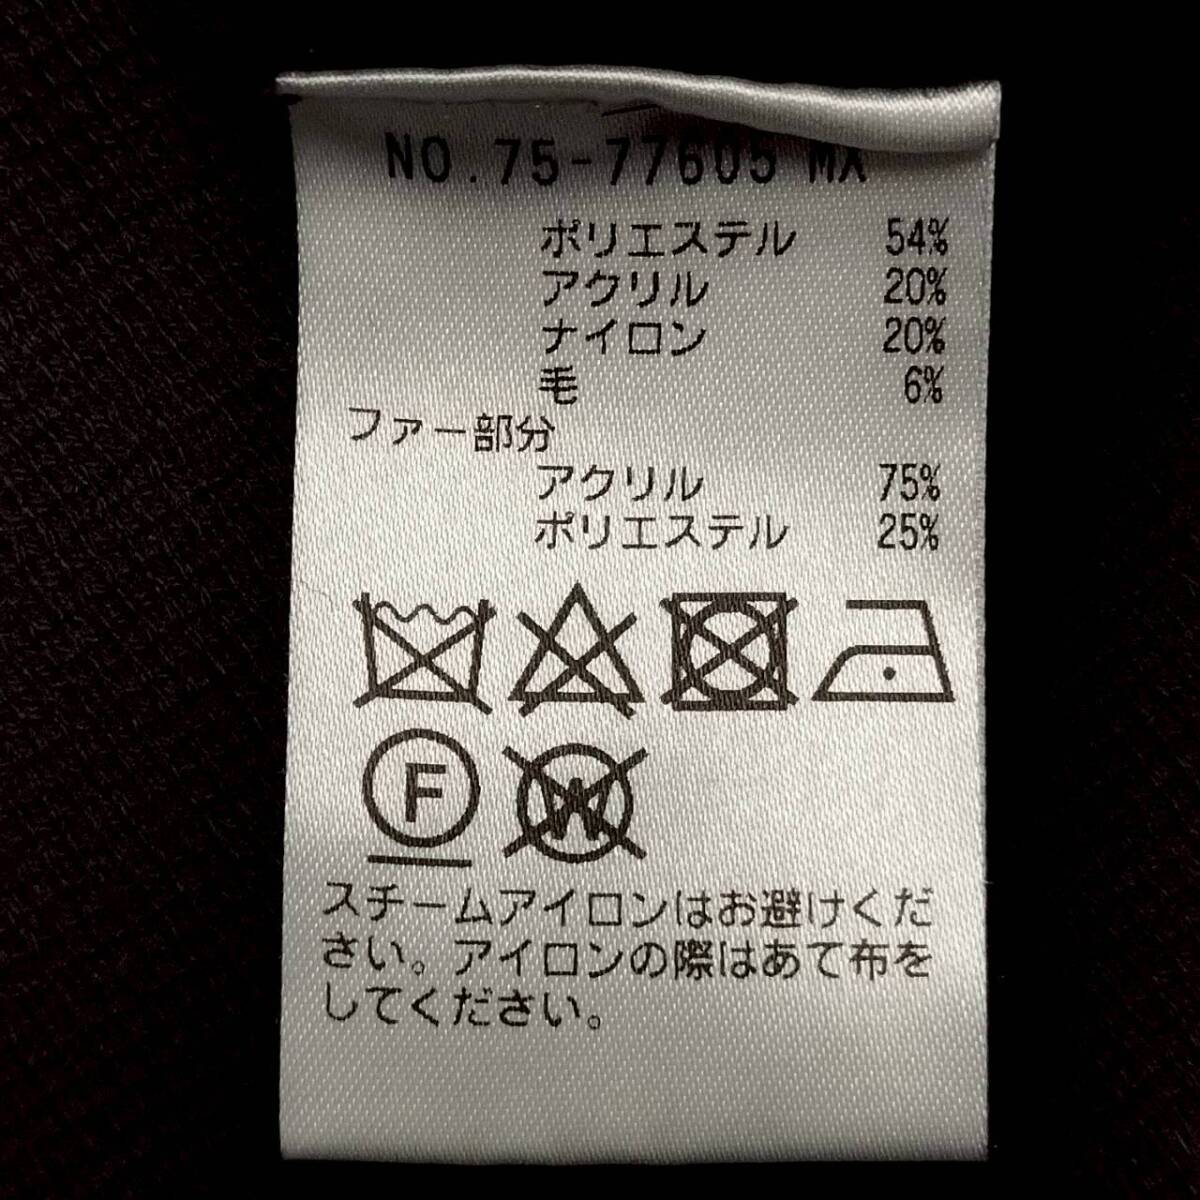 NO.75-77605 MX
ポリエステル 54%
アクリル 20%
ナイロン 20%
毛 6%
ファー部分
アクリル 75%
ポリエステル 25%
F
W
スチームアイロンはお避けくだ
さい。アイロンの際はあて布を
してください。